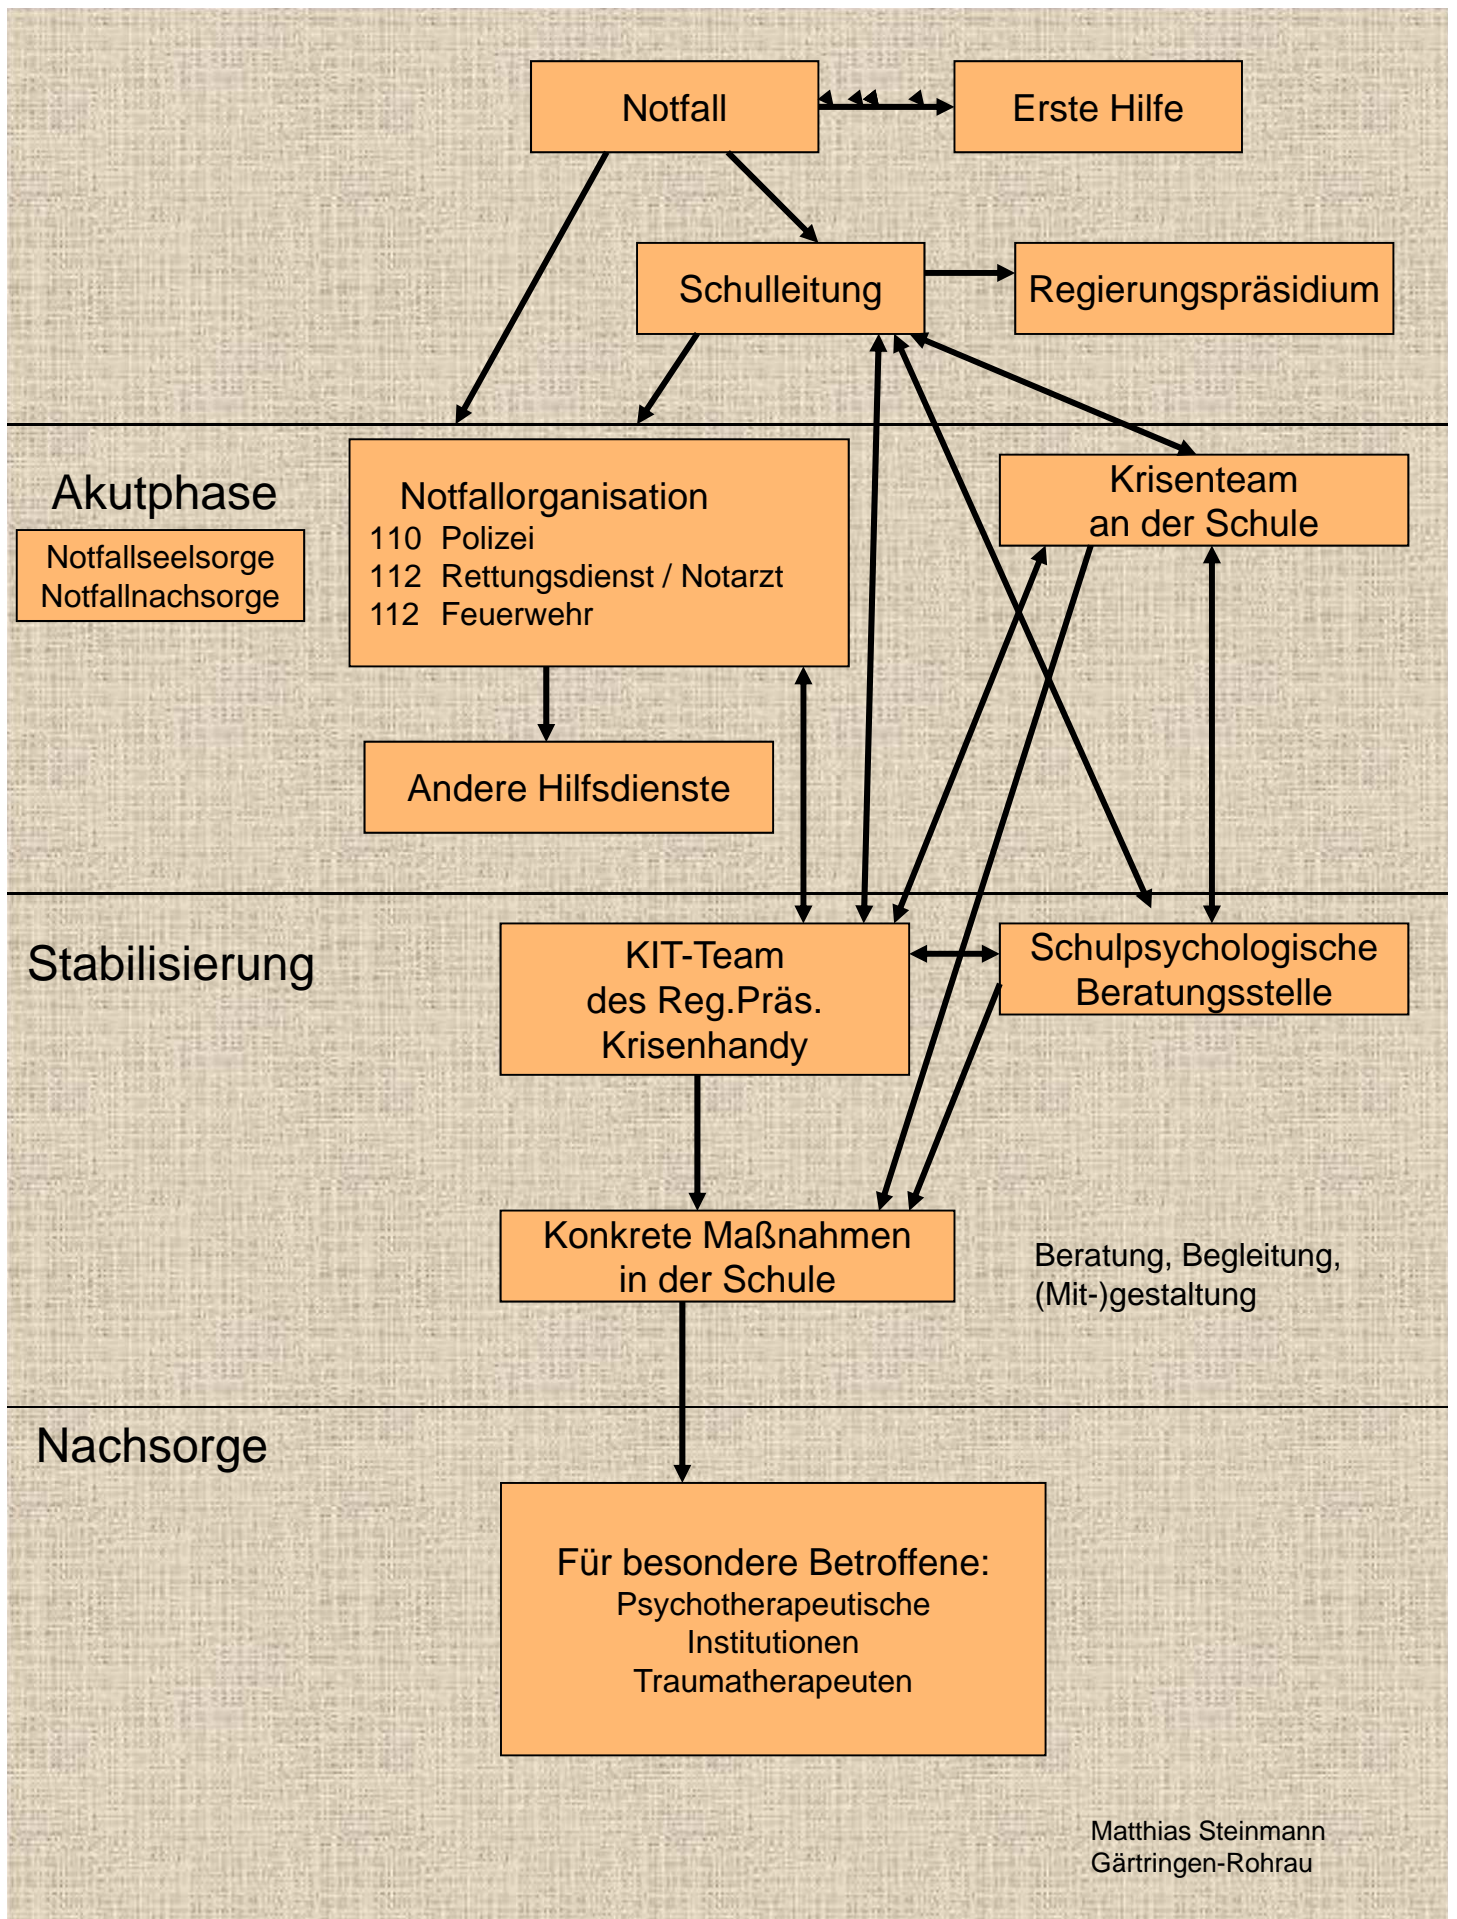 Notfall
Erste Hilfe
Schulleitung
Regierungspräsidium
Akutphase
Notfallseelsorge
Notfallnachsorge
Notfallorganisation
110 Polizei
112 Rettungsdienst / Notarzt
112 Feuerwehr
Krisenteam
an der Schule
Andere Hilfsdienste
Stabilisierung
KIT-Team
des Reg.Präs.
Krisenhandy
Schulpsychologische
Beratungsstelle
Konkrete Maßnahmen
in der Schule
Beratung, Begleitung,
(Mit-)gestaltung
Nachsorge
Für besondere Betroffene:
Psychotherapeutische
Institutionen
Traumatherapeuten
Matthias Steinmann
Gärtringen-Rohrau